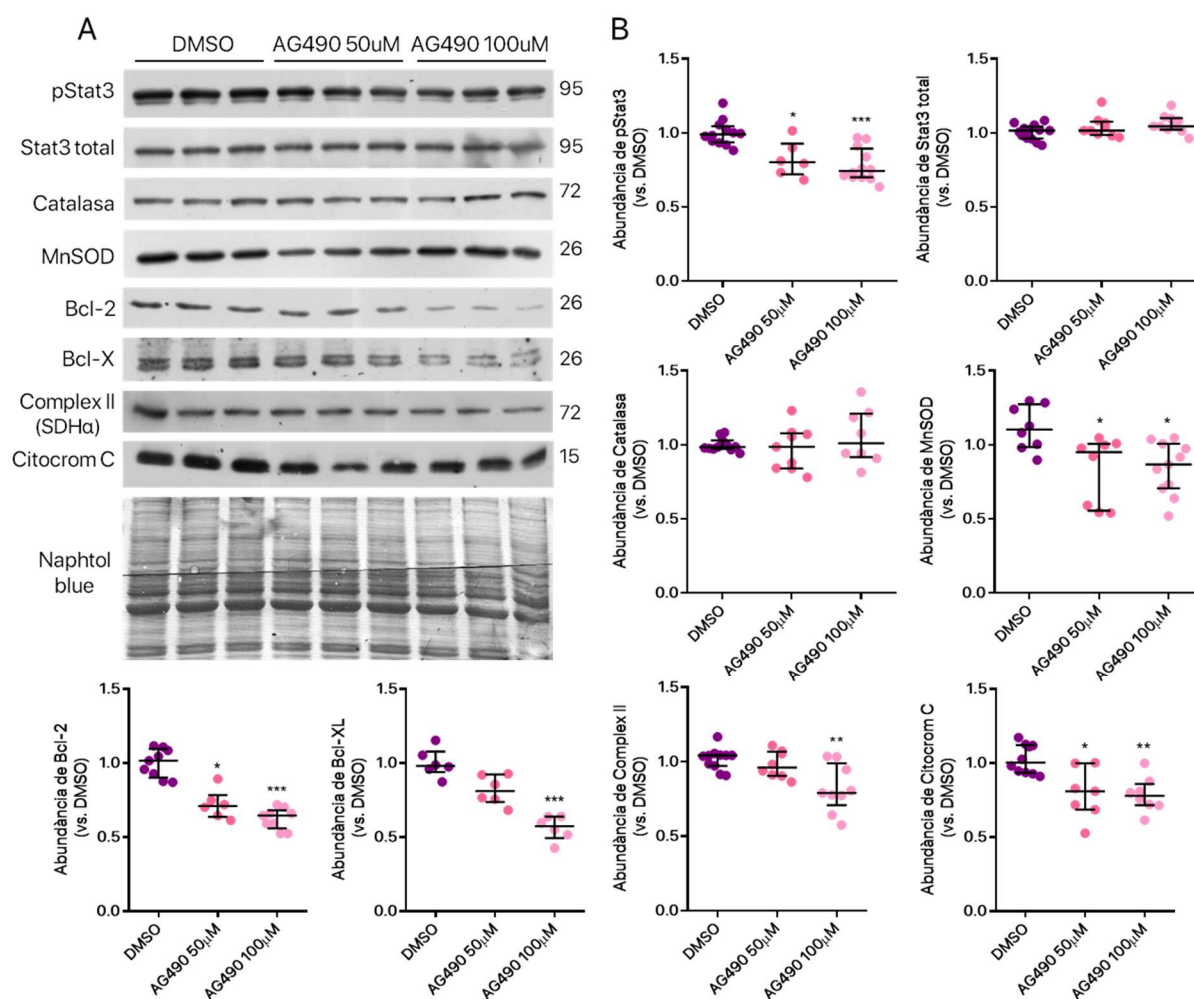 A
DMSO AG490 50uM AG490 100uM
pStat3 95
Stat3 total 95
Catalasa 72
MnSOD 26
Bcl-2 26
Bcl-X 26
Complex II 72
(SDHα)
Citocrom C 15
Naphtol
blue
B
Abundància de pStat3
(vs. DMSO)
1.5
1.0
0.5
1.0
* ***
DMSO
AG490 50µM
AG490 100µM
Abundància de Stat3 total
(vs. DMSO)
1.5
1.0
0.5
1.0
DMSO
AG490 50µM
AG490 100µM
Abundància de Catalasa
(vs. DMSO)
1.5
1.0
0.5
0.0
DMSO
AG490 50µM
AG490 100µM
Abundància de MnSOD
(vs. DMSO)
1.5
1.0
0.5
0.0
* *
DMSO
AG490 50µM
AG490 100µM
Abundància de Bcl-2
(vs. DMSO)
1.5
1.0
0.5
0.0
* ***
DMSO
AG490 50µM
AG490 100µM
Abundància de Bcl-XL
(vs. DMSO)
1.5
1.0
0.5
0.0
***
DMSO
AG490 50µM
AG490 100µM
Abundància de Complex II
(vs. DMSO)
1.5
1.0
0.5
0.0
**
DMSO
AG490 50µM
AG490 100µM
Abundància de Citocrom C
(vs. DMSO)
1.5
1.0
0.5
0.0
* **
DMSO
AG490 50µM
AG490 100µM